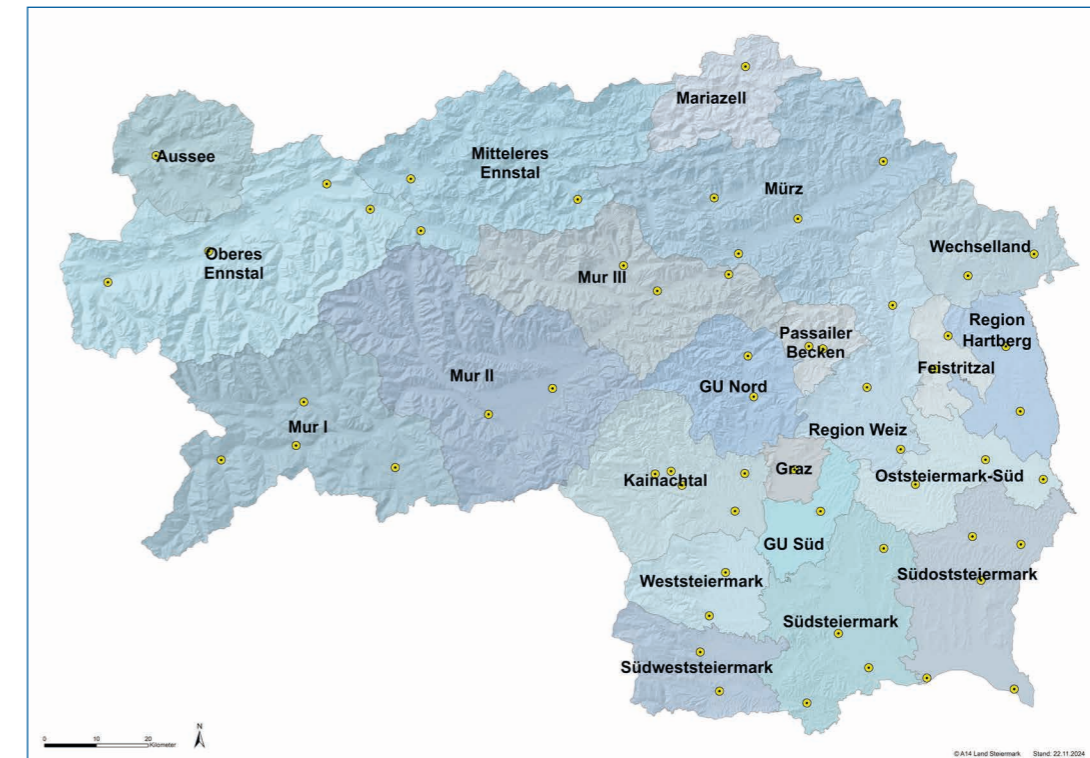 Mariazell
Aussee
Mitteleres
Ennstal
Mürz
Oberes
Ennstal
Wechselland
Mur III
Region
Hartberg
Passailer
Becken
Feistritzal
Mur II
GU Nord
Mur I
Region Weiz
Graz
Kainachtal
Oststeiermark-Süd
GU Süd
Weststeiermark
Südoststeiermark
Südsteiermark
Südweststeiermark
N
0 10 20
Kilometer
© A14 Land Steiermark Stand: 22.11.2024